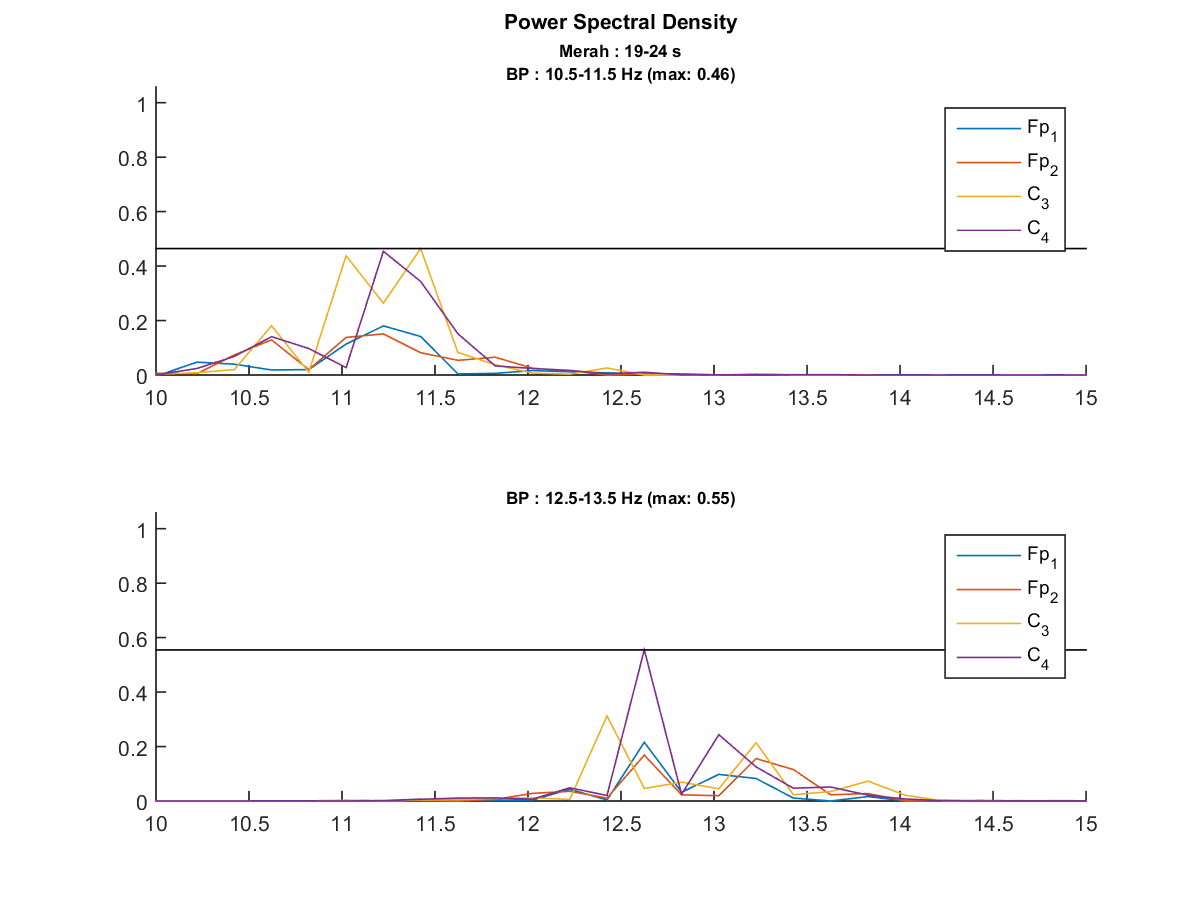 Power Spectral Density
Merah : 19-24 s
BP : 10.5-11.5 Hz (max: 0.46)
1
0.8
0.6
0.4
0.2
0
10 10.5 11 11.5 12 12.5 13 13.5 14 14.5 15
Fp1
Fp2
C3
C4
BP : 12.5-13.5 Hz (max: 0.55)
1
0.8
0.6
0.4
0.2
0
10 10.5 11 11.5 12 12.5 13 13.5 14 14.5 15
Fp1
Fp2
C3
C4